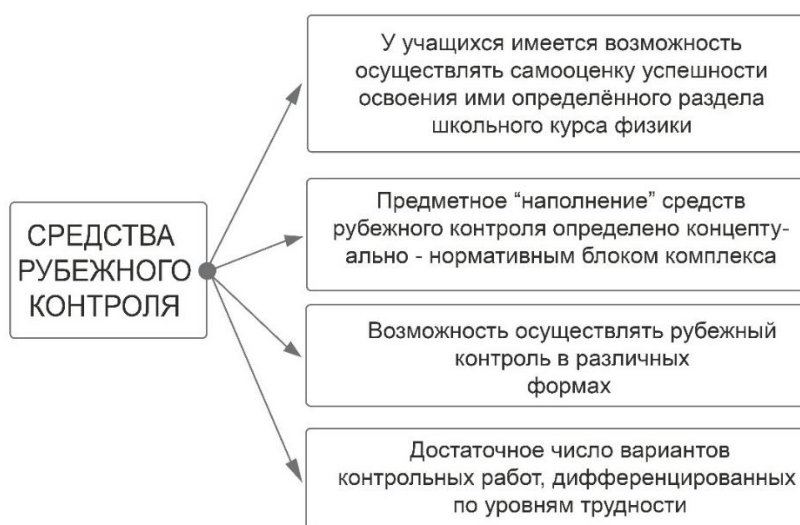 У учащихся имеется возможность
осуществлять самооценку успешности
освоения ими определённого раздела
школьного курса физики
Предметное “наполнение” средств
рубежного контроля определено концепту-
ально - нормативным блоком комплекса
СРЕДСТВА
РУБЕЖНОГО
КОНТРОЛЯ
Возможность осуществлять рубежный
контроль в различных
формах
Достаточное число вариантов
контрольных работ, дифференцированных
по уровням трудности